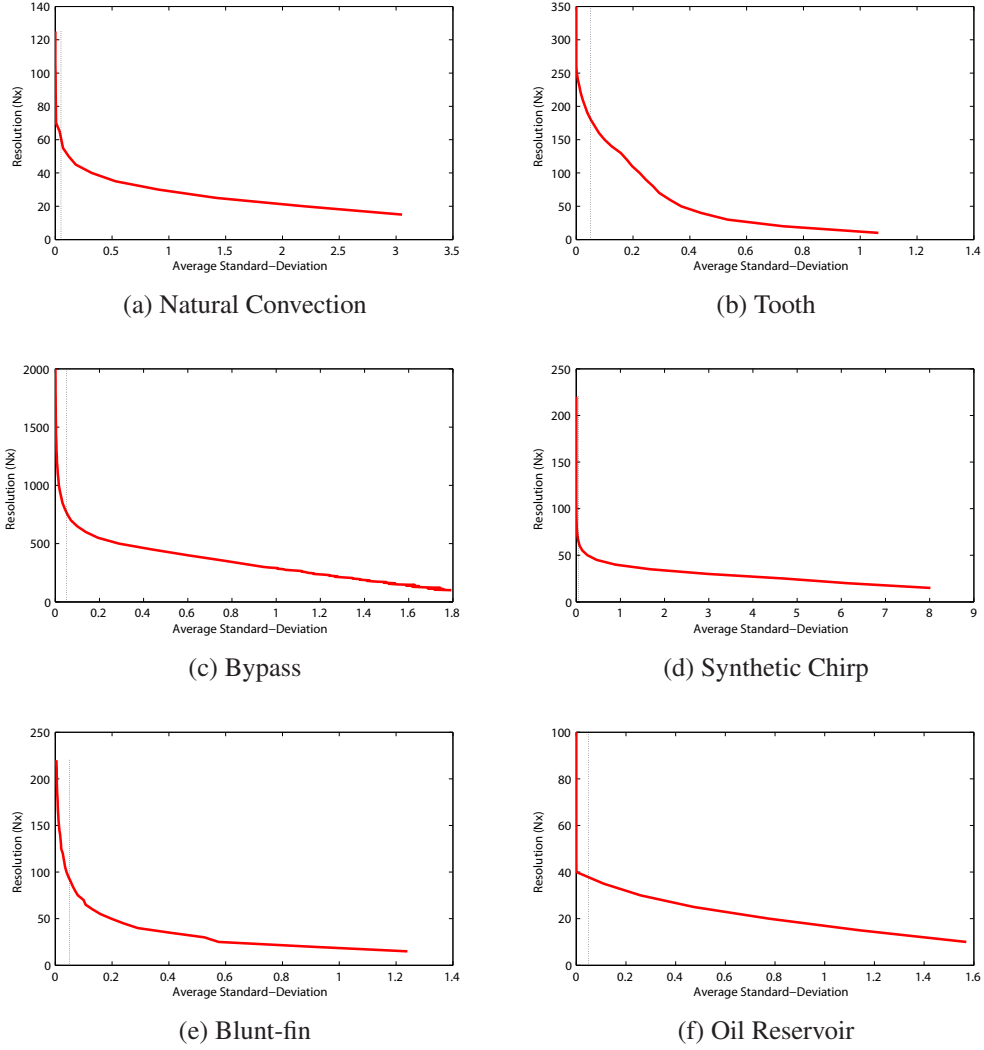 140
120
100
80
60
40
20
0
Resolution (Nx)
0 0.5 1 1.5 2 2.5 3 3.5
Average Standard−Deviation
(a) Natural Convection
350
300
250
200
150
100
50
0
Resolution (Nx)
0 0.2 0.4 0.6 0.8 1 1.2 1.4
Average Standard−Deviation
(b) Tooth
2000
1500
1000
500
0
Resolution (Nx)
0 0.2 0.4 0.6 0.8 1 1.2 1.4 1.6 1.8
Average Standard−Deviation
(c) Bypass
250
200
150
100
50
0
Resolution (Nx)
0 1 2 3 4 5 6 7 8 9
Average Standard−Deviation
(d) Synthetic Chirp
250
200
150
100
50
0
Resolution (Nx)
0 0.2 0.4 0.6 0.8 1 1.2 1.4
Average Standard−Deviation
(e) Blunt-fin
100
80
60
40
20
0
Resolution (Nx)
0 0.2 0.4 0.6 0.8 1 1.2 1.4 1.6
Average Standard−Deviation
(f) Oil Reservoir